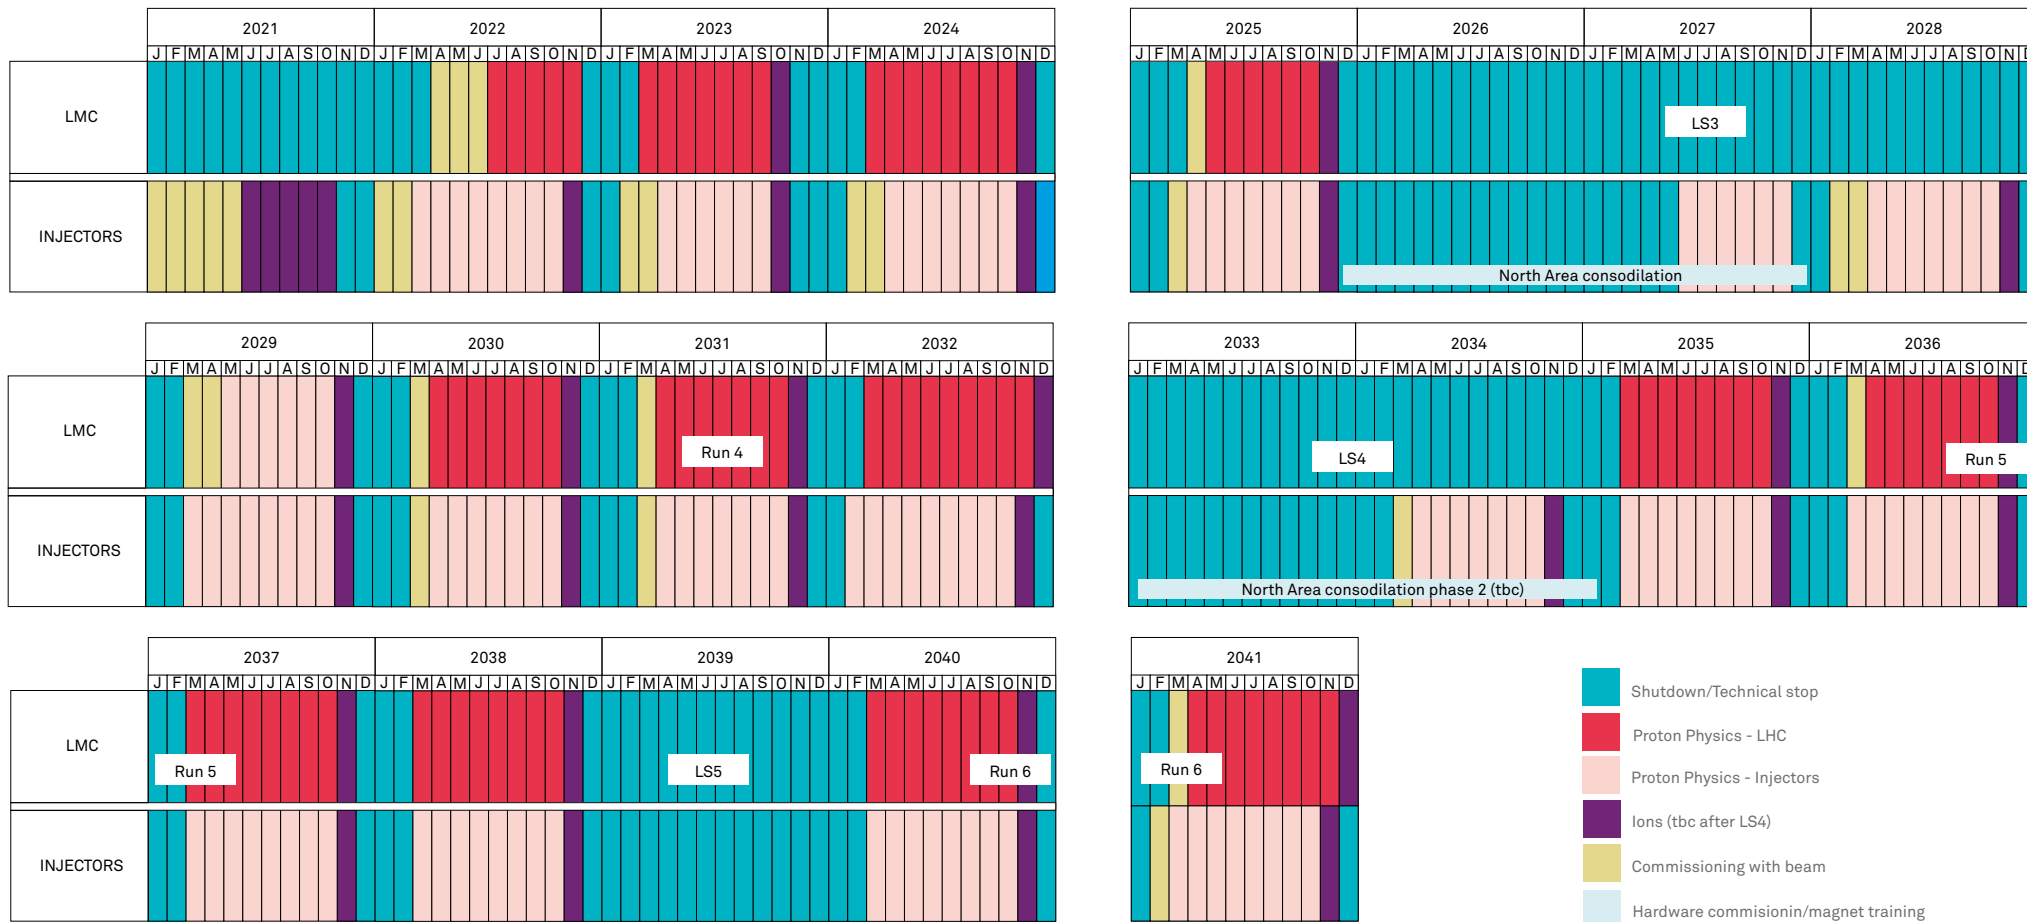 2021 2022 2023 2024
J F M A M J J A S O N D J F M A M J J A S O N D J F M A M J J A S O N D J F M A M J J A S O N D
LMC
INJECTORS
2025 2026 2027 2028
J F M A M J J A S O N D J F M A M J J A S O N D J F M A M J J A S O N D J F M A M J J A S O N D
LS3
North Area consodilation
2029 2030 2031 2032
J F M A M J J A S O N D J F M A M J J A S O N D J F M A M J J A S O N D J F M A M J J A S O N D
LMC
Run 4
INJECTORS
2033 2034 2035 2036
J F M A M J J A S O N D J F M A M J J A S O N D J F M A M J J A S O N D J F M A M J J A S O N D
LS4
Run 5
North Area consodilation phase 2 (tbc)
2037 2038 2039 2040
J F M A M J J A S O N D J F M A M J J A S O N D J F M A M J J A S O N D J F M A M J J A S O N D
LMC
Run 5 LS5 Run 6
INJECTORS
2041
J F M A M J J A S O N D
Run 6
Shutdown/Technical stop
Proton Physics - LHC
Proton Physics - Injectors
Ions (tbc after LS4)
Commissioning with beam
Hardware commisionin/magnet training